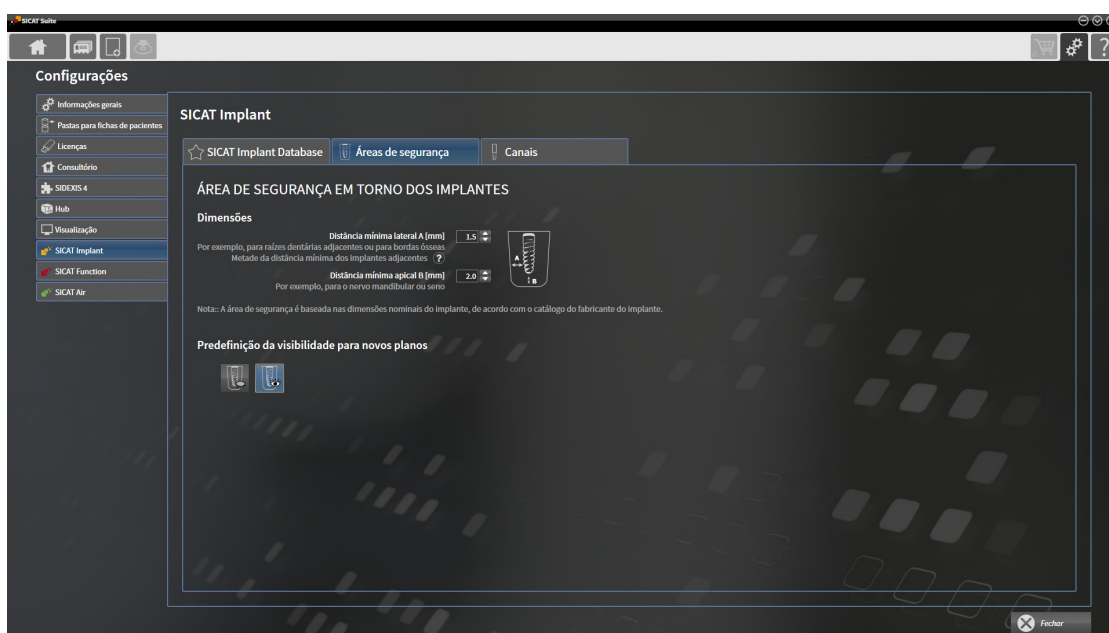 SICAT Suite
Configurações
Informações gerais
Pastas para fichas de pacientes
Licenças
Consultório
SIDEXIS 4
Hub
Visualização
SICAT Implant
SICAT Function
SICAT Air
SICAT Implant
SICAT Implant Database
Áreas de segurança
Canais
ÁREA DE SEGURANÇA EM TORNO DOS IMPLANTES
Dimensões
Distância mínima lateral A [mm] 1.5
Por exemplo, para raízes dentárias adjacentes ou para bordas ósseas
Metade da distância mínima dos implantes adjacentes ?
A
Distância mínima apical B [mm] 2.0
B
Por exemplo, para o nervo mandibular ou seno
Nota:: A área de segurança é baseada nas dimensões nominais do implante, de acordo com o catálogo do fabricante do implante.
Predefinição da visibilidade para novos planos
Fechar